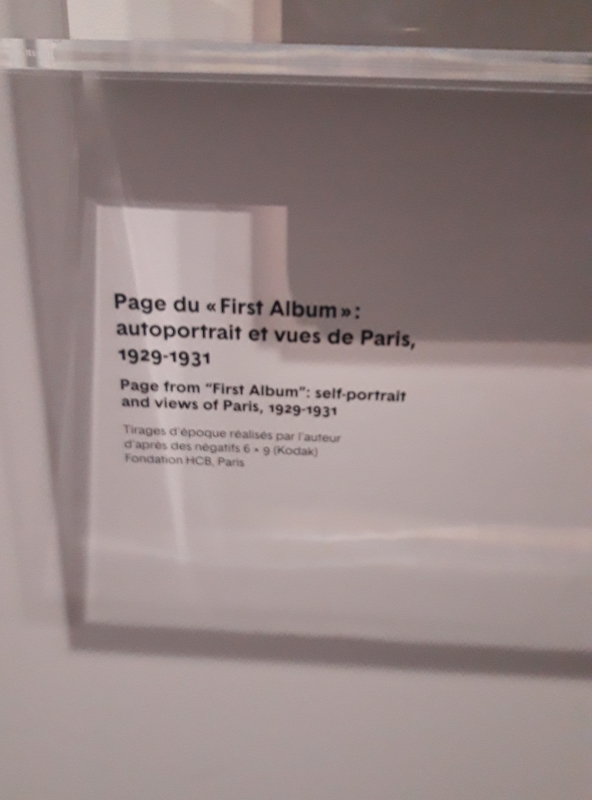 Page du « First Album » :
autoportrait et vues de Paris,
1929-1931
Page from “First Album”: self-portrait
and views of Paris, 1929-1931
Tirages d'époque réalisés par l'auteur
d'après des négatifs 6 × 9 (Kodak)
Fondation HCB, Paris